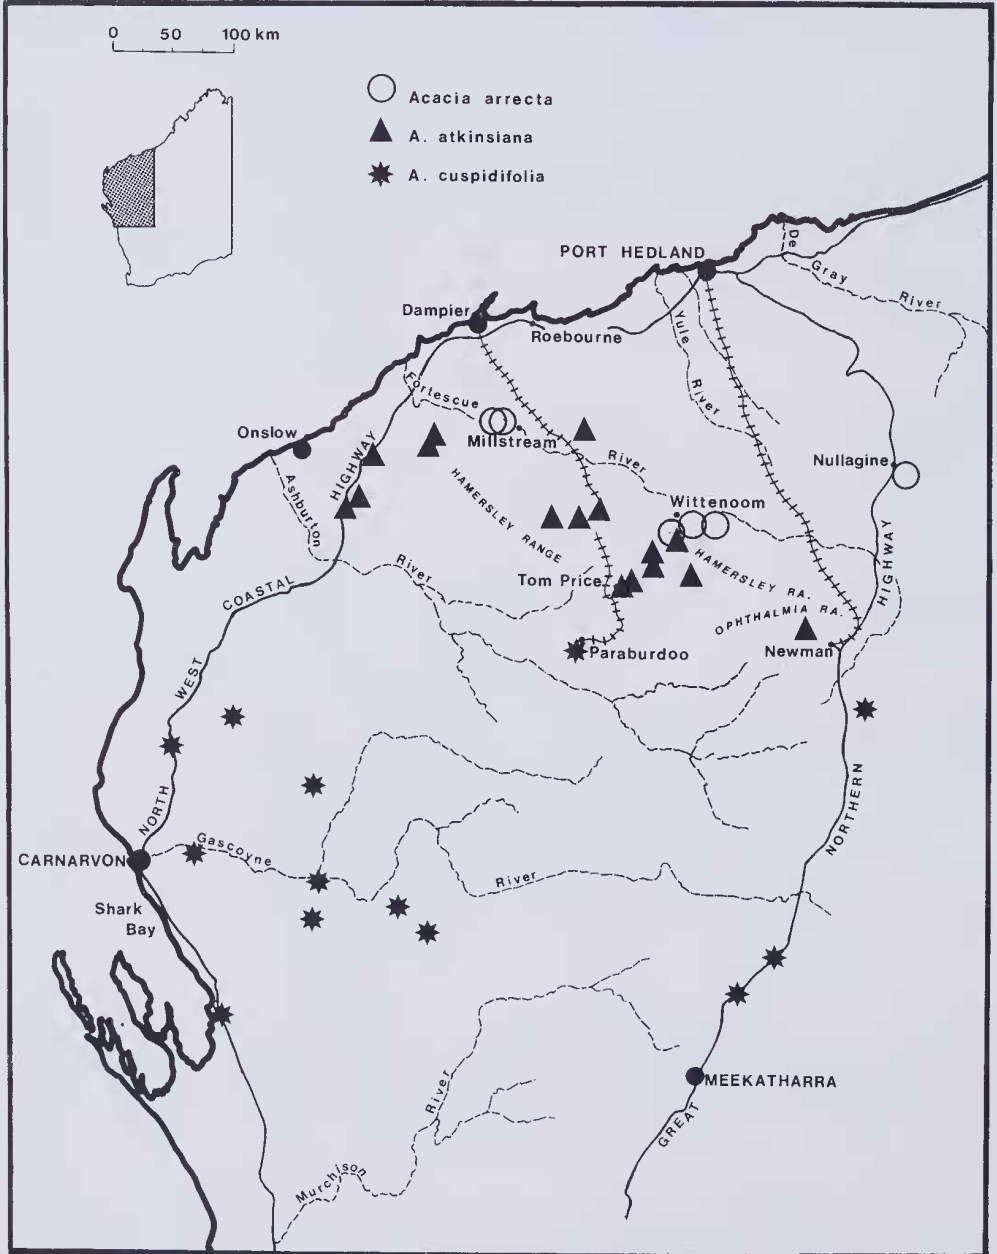 0 50 100 km
Acacia arrecta
A. atkinsiana
A. cuspidifolia
PORT HEDLAND
De
Gray
River
Dampier
Roebourne
Yule
River
Fortescue
Millstream
River
Onslow
HIGHWAY
Nullagine
Ashburton
HAMERSLEY RANGE
Wittenoom
River
Tom Price
HAMERSLEY RA.
HIGHWAY
COASTAL
OPHTHALMIA RA.
Paraburdoo
Newman
WEST
NORTH
NORTHERN
CARNARVON
Gascoyne
River
Shark
Bay
MEEKATHARRA
River
GREAT
Murchison